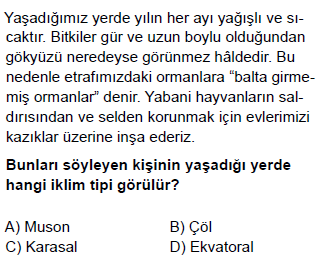 Yaşadığımız yerde yılın her ayı yağışlı ve sı-
caktır. Bitkiler gür ve uzun boylu olduğundan
gökyüzü neredeyse görünmez hâldedir. Bu
nedenle etrafımızdaki ormanlara “balta girme-
miş ormanlar” denir. Yabani hayvanların sal-
dırısından ve selden korunmak için evlerimizi
kazıklar üzerine inşa ederiz.
Bunları söyleyen kişinin yaşadığı yerde
hangi iklim tipi görülür?
A) Muson B) Çöl
C) Karasal D) Ekvatoral